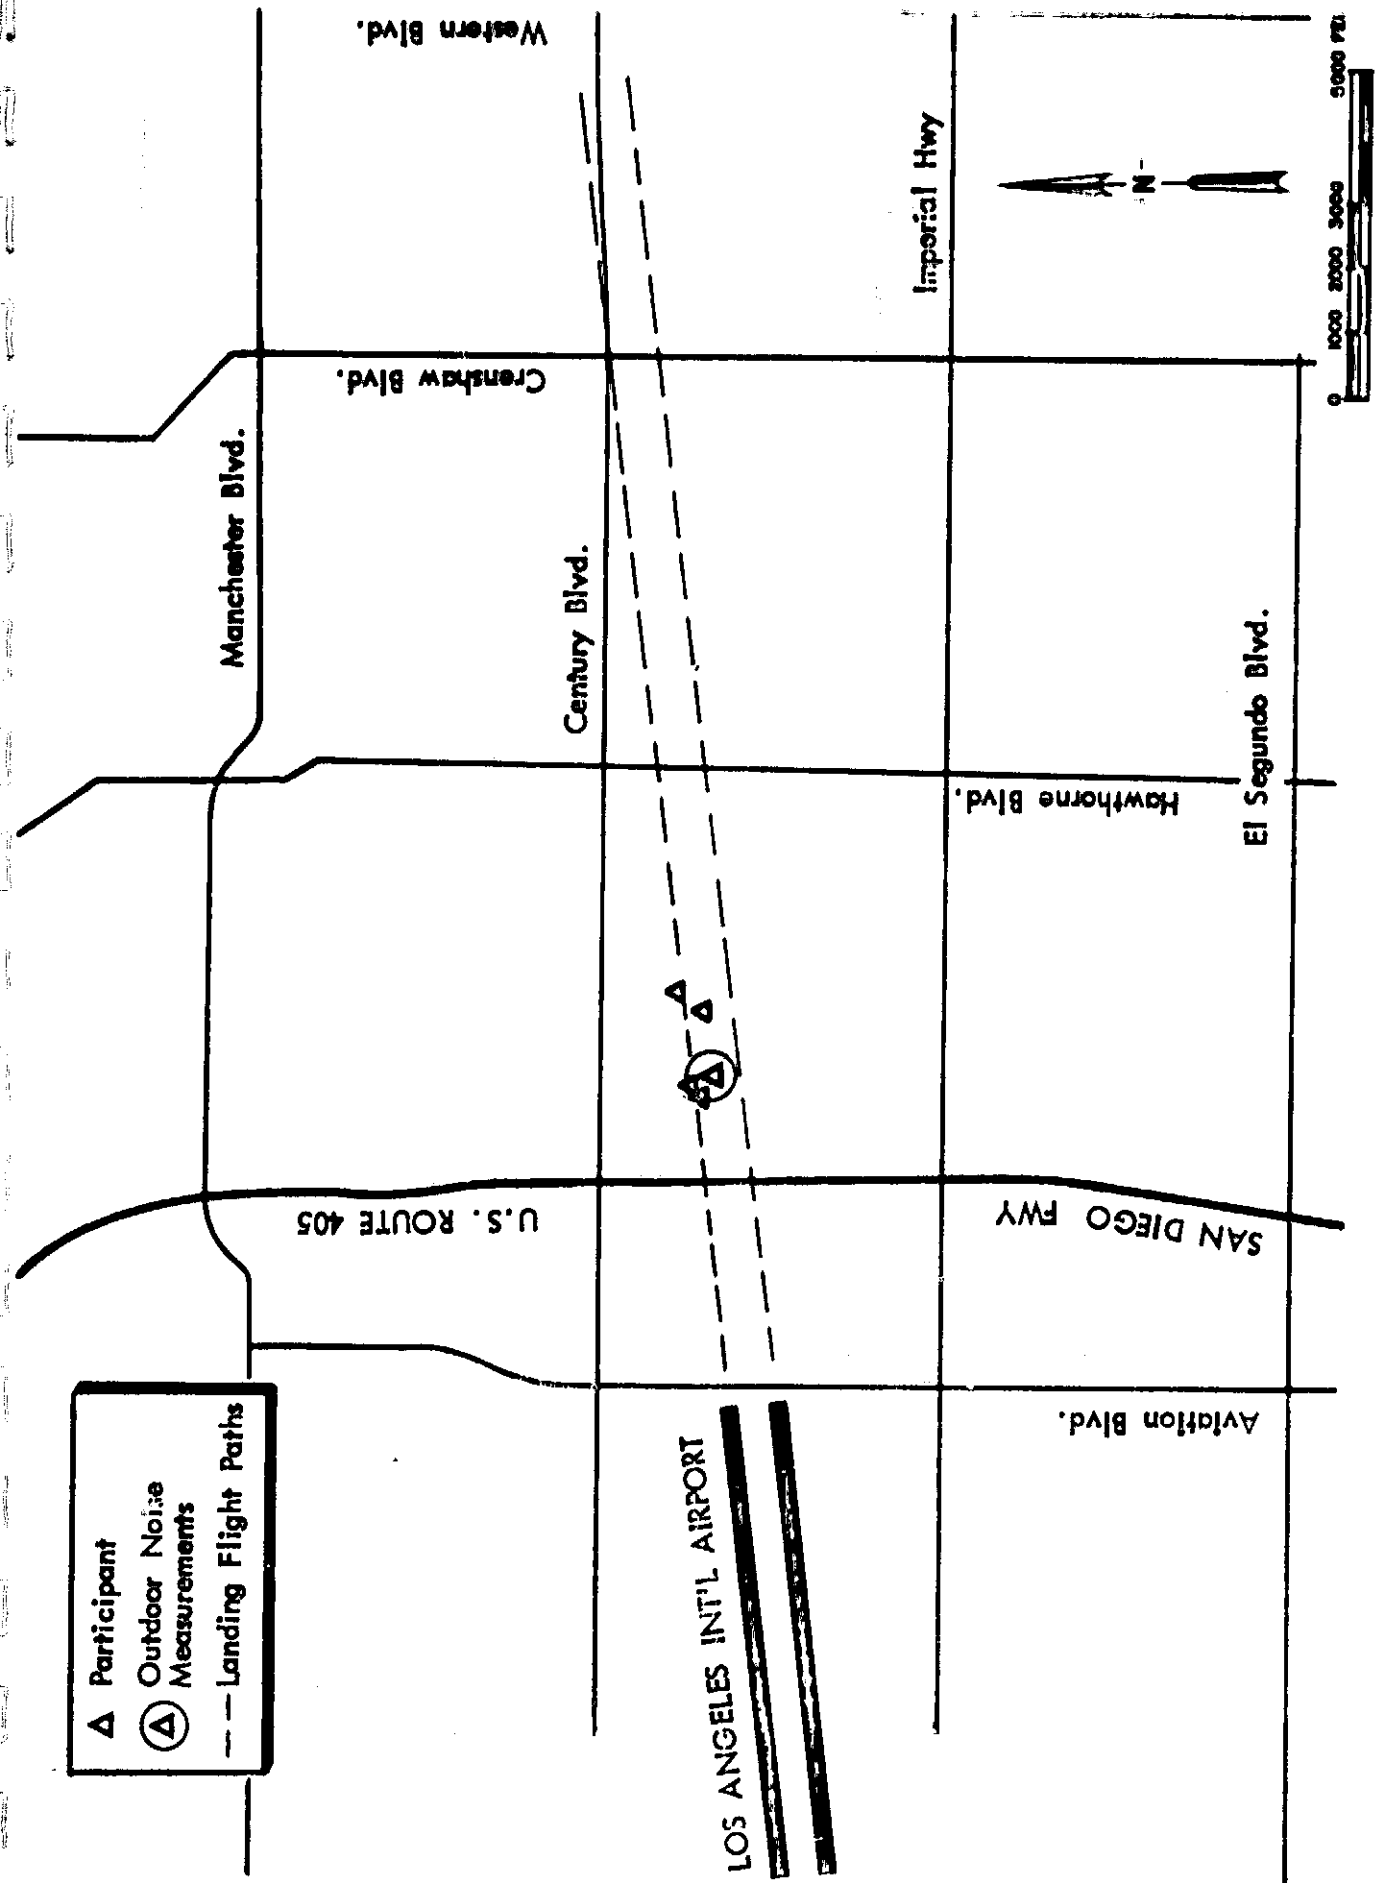 Western Blvd.
Crenshaw Blvd.
Manchester Blvd.
Century Blvd.
Imperial Hwy
N
0 1000 2000 3000 5000
Hawthorne Blvd.
El Segundo Blvd.
U.S. ROUTE 405
SAN DIEGO FWY
Aviation Blvd.
LOS ANGELES INT'L AIRPORT
Participant
Outdoor Noise
Measurements
Landing Flight Paths